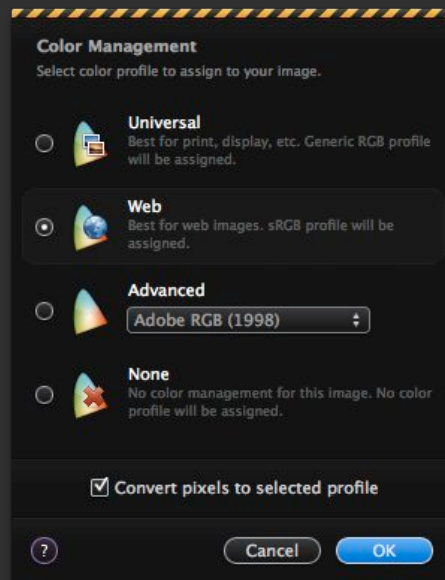 Color Management
Select color profile to assign to your image.
Universal
Best for print, display, etc. Generic RGB profile
will be assigned.
Web
Best for web images. sRGB profile will be
assigned.
Advanced
Adobe RGB (1998)
None
No color management for this image. No color
profile will be assigned.
Convert pixels to selected profile
?
Cancel
OK